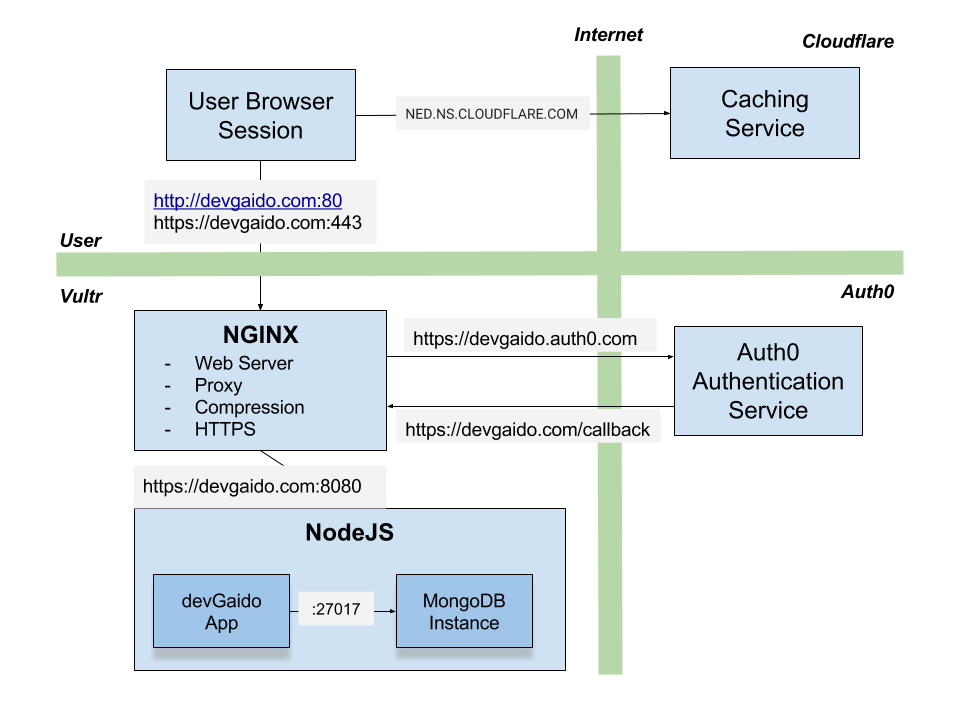 Internet
Cloudflare
User Browser
Session
NED.NS.CLOUDFLARE.COM
Caching
Service
http://devgaido.com:80
https://devgaido.com:443
User
Vultr
Auth0
NGINX
- Web Server
- Proxy
- Compression
- HTTPS
https://devgaido.auth0.com
Auth0
Authentication
Service
https://devgaido.com/callback
https://devgaido.com:8080
NodeJS
devGaido
App
:27017
MongoDB
Instance